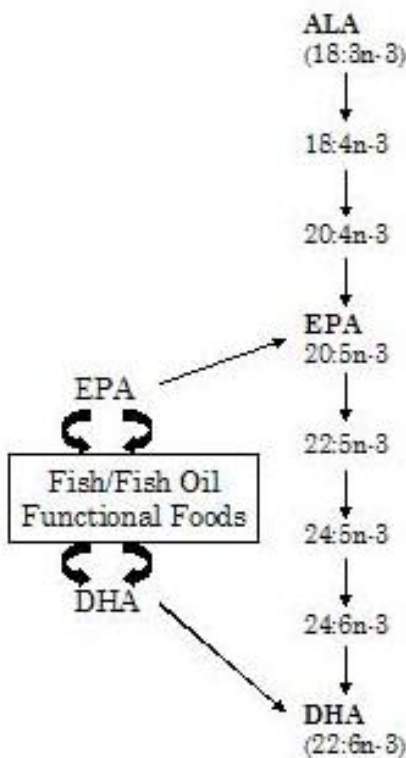 ALA
(18:3n-3)
18:4n-3
20:4n-3
EPA
20:5n-3
EPA
22:5n-3
Fish/Fish Oil
Functional Foods
24:5n-3
DHA
24:6n-3
DHA
(22:6n-3)